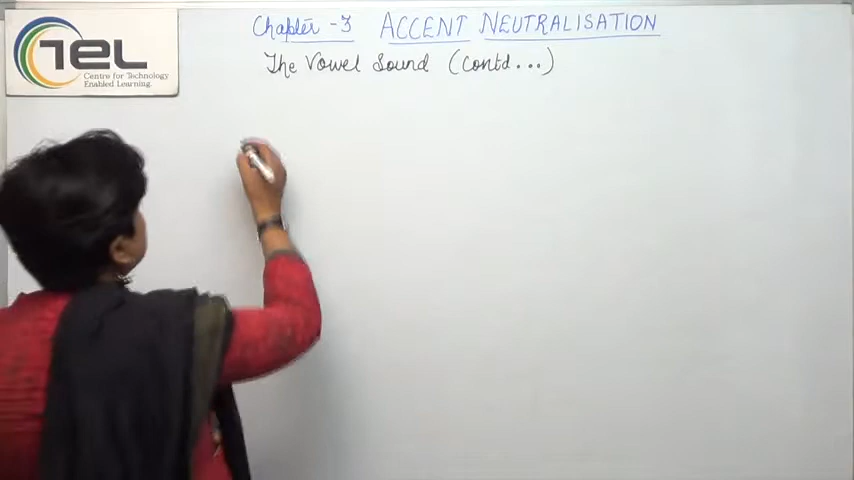 TEL
Centre for Technology
Enabled Learning.
Chapter - 3 ACCENT NEUTRALISATION
The Vowel Sound (Contd...)